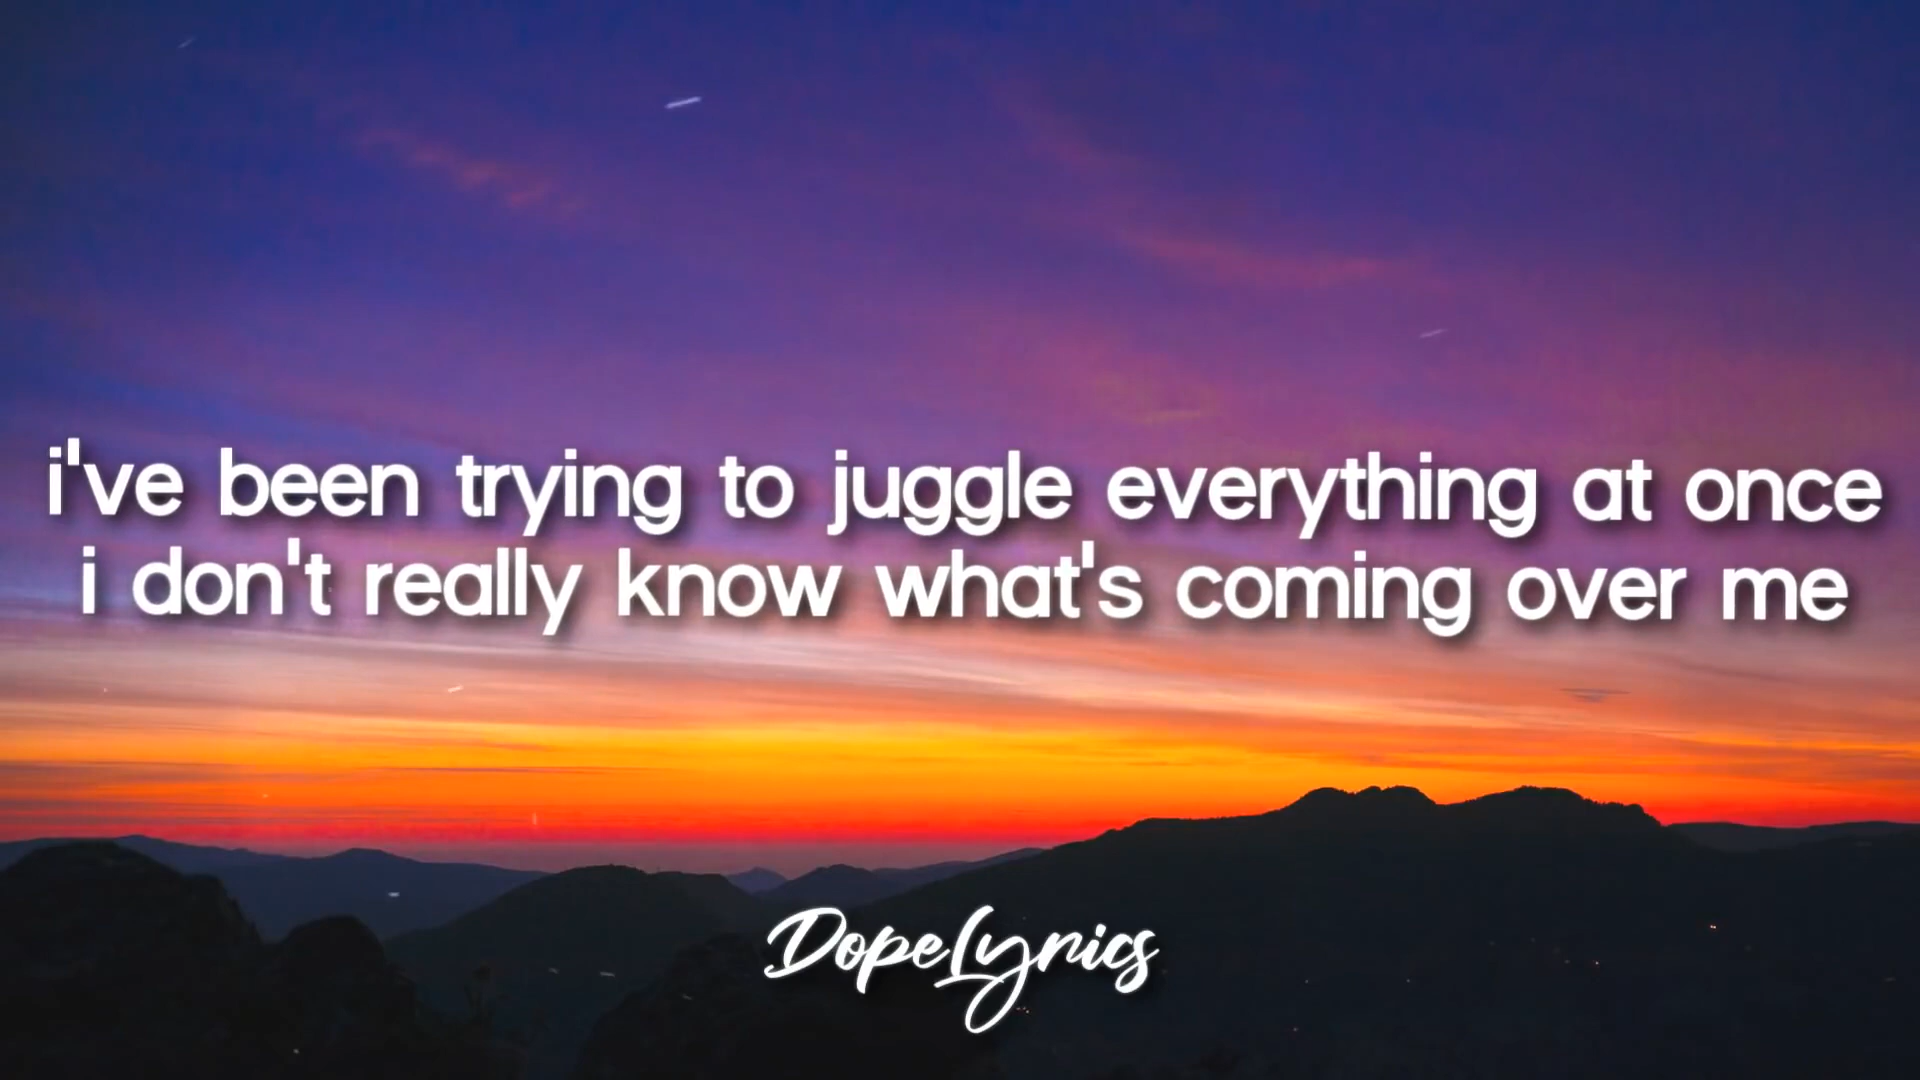 i've been trying to juggle everything at once
i don't really know what's coming over me
DopeLyrics